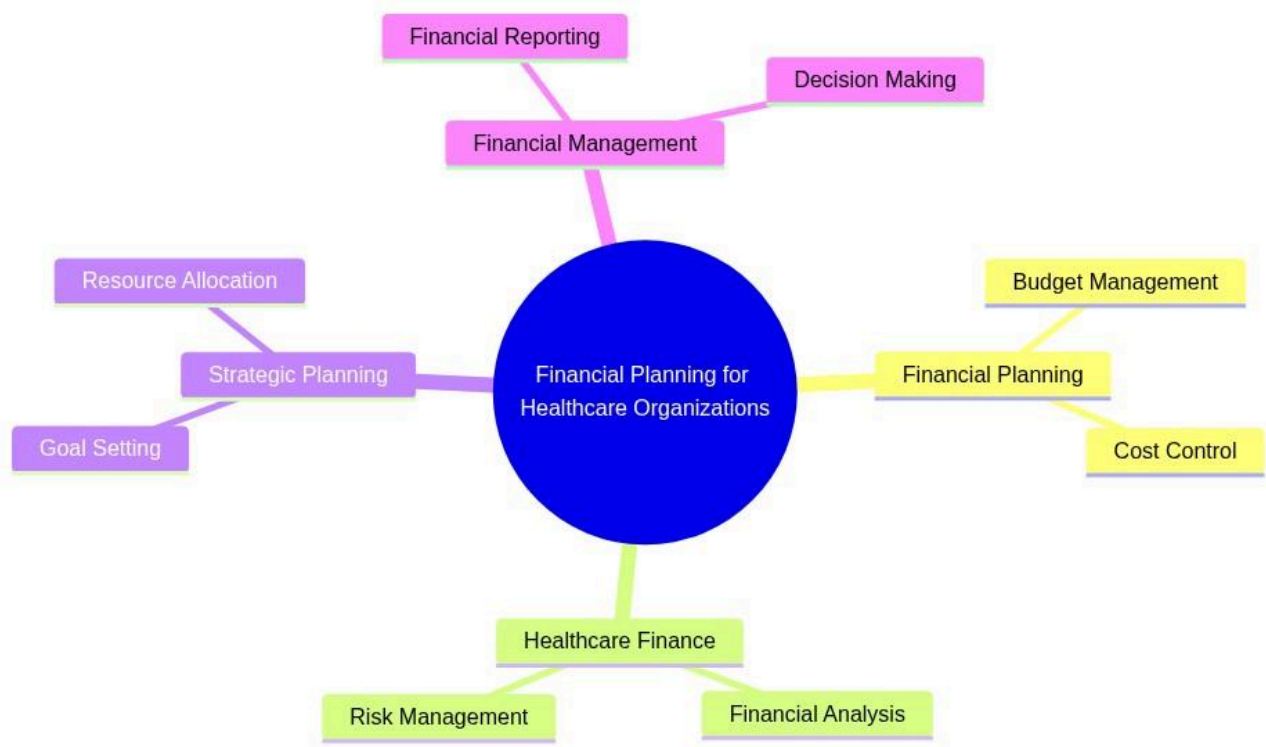 Financial Reporting
Decision Making
Financial Management
Resource Allocation
Budget Management
Strategic Planning
Financial Planning for
Healthcare Organizations
Financial Planning
Goal Setting
Cost Control
Healthcare Finance
Risk Management
Financial Analysis